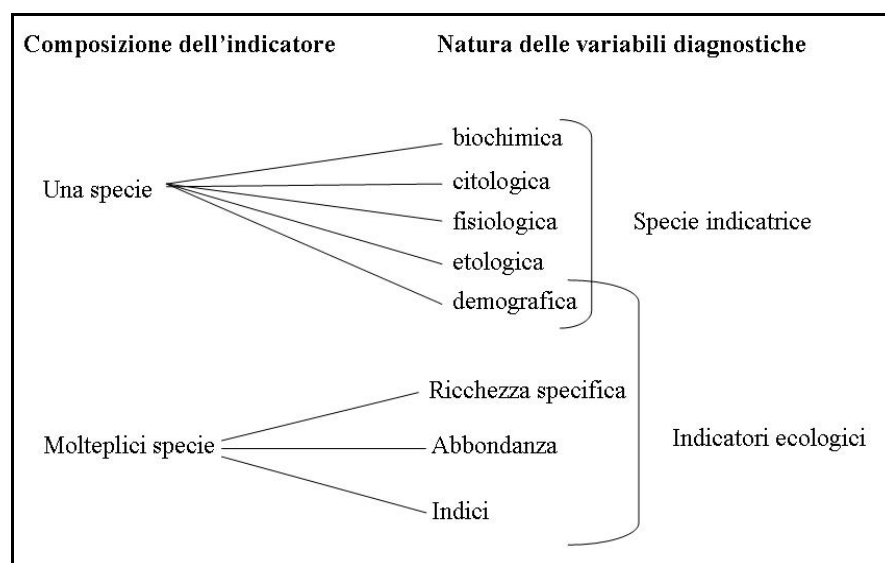 Composizione dell'indicatore
Natura delle variabili diagnostiche
Una specie
biochimica
citologica
fisiologica
etologica
demografica
Specie indicatrice
Molteplici specie
Ricchezza specifica
Abbondanza
Indici
Indicatori ecologici